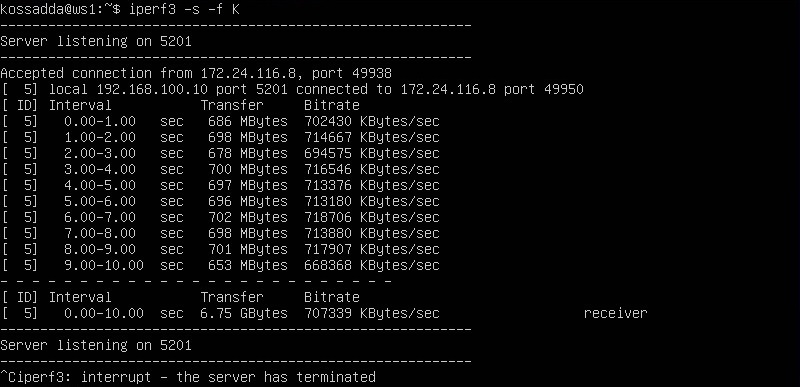 kossadda@ws1:~$ iperf3 -s -f K
-----------------------------------------------------------
Server listening on 5201
-----------------------------------------------------------
Accepted connection from 172.24.116.8, port 49938
[  5] local 192.168.100.10 port 5201 connected to 172.24.116.8 port 49950
[ ID] Interval           Transfer     Bitrate
[  5]   0.00-1.00   sec   686 MBytes  702430 KBytes/sec
[  5]   1.00-2.00   sec   698 MBytes  714667 KBytes/sec
[  5]   2.00-3.00   sec   678 MBytes  694575 KBytes/sec
[  5]   3.00-4.00   sec   700 MBytes  716546 KBytes/sec
[  5]   4.00-5.00   sec   697 MBytes  713376 KBytes/sec
[  5]   5.00-6.00   sec   696 MBytes  713180 KBytes/sec
[  5]   6.00-7.00   sec   702 MBytes  718706 KBytes/sec
[  5]   7.00-8.00   sec   698 MBytes  713880 KBytes/sec
[  5]   8.00-9.00   sec   701 MBytes  717907 KBytes/sec
[  5]   9.00-10.00  sec   653 MBytes  668368 KBytes/sec
- - - - - - - - - - - - - - - - - - - - - - - - -
[ ID] Interval           Transfer     Bitrate
[  5]   0.00-10.00  sec  6.75 GBytes  707339 KBytes/sec                  receiver
-----------------------------------------------------------
Server listening on 5201
-----------------------------------------------------------
^Ciperf3: interrupt - the server has terminated